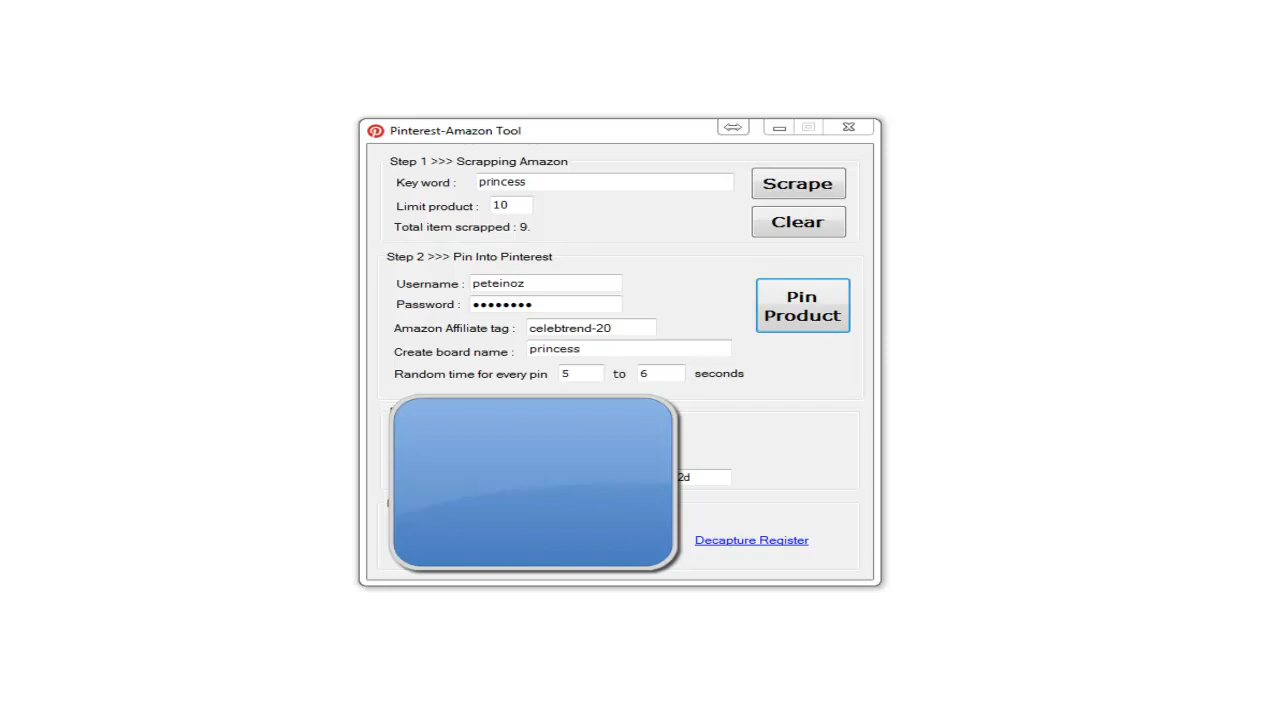 Pinterest-Amazon Tool
Step 1 >>> Scrapping Amazon
Key word : princess
Scrape
Limit product : 10
Clear
Total item scrapped : 9.
Step 2 >>> Pin Into Pinterest
Username : peteinoz
Pin Product
Password : ●●●●●●●●
Amazon Affiliate tag : celebtrend-20
Create board name : princess
Random time for every pin 5 to 6 seconds
2d
Decapture Register